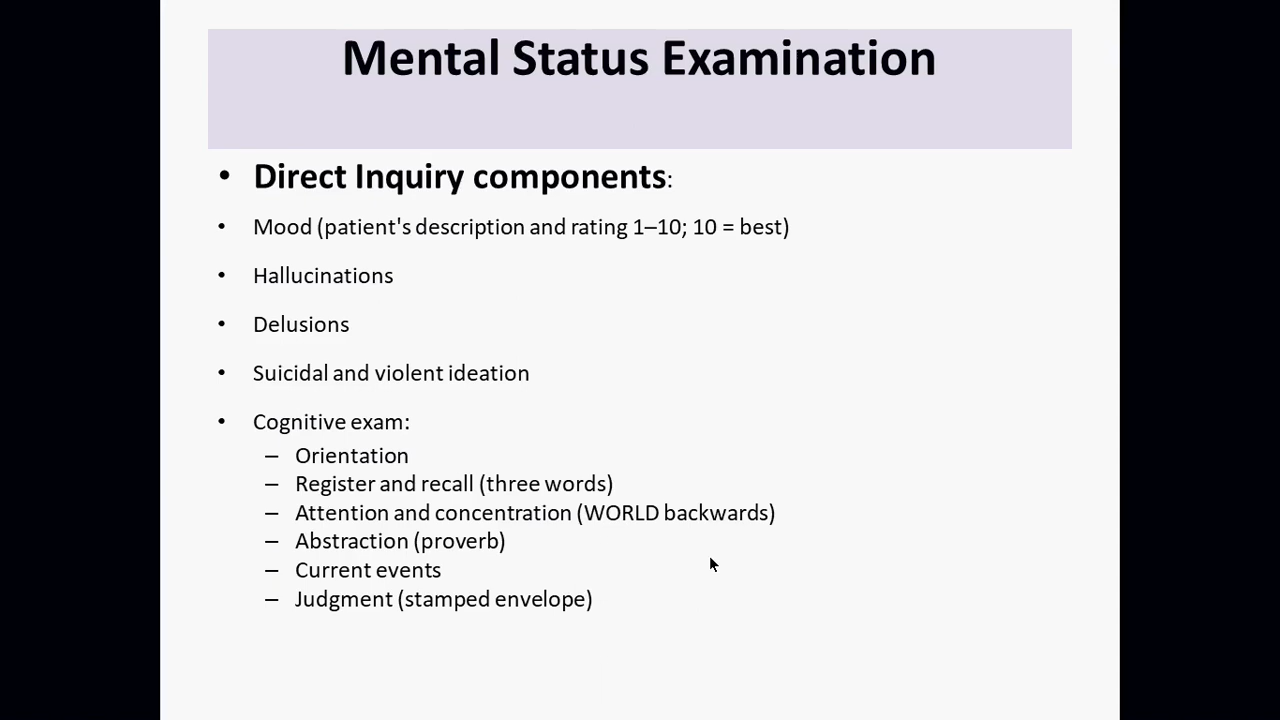 Mental Status Examination
• Direct Inquiry components:
• Mood (patient's description and rating 1–10; 10 = best)
• Hallucinations
• Delusions
• Suicidal and violent ideation
• Cognitive exam:
– Orientation
– Register and recall (three words)
– Attention and concentration (WORLD backwards)
– Abstraction (proverb)
– Current events
– Judgment (stamped envelope)